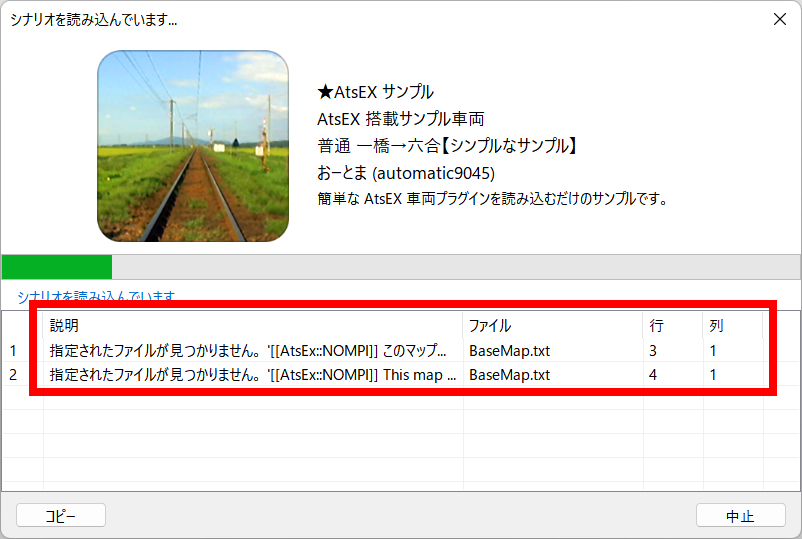 シナリオを読み込んでいます...
★AtsEX サンプル
AtsEX 搭載サンプル車両
普通 一橋→六合【シンプルなサンプル】
おーとま (automatic9045)
簡単な AtsEX 車両プラグインを読み込むだけのサンプルです。
シナリオを読み込んでいます
説明 ファイル 行 列
1 指定されたファイルが見つかりません。'[[AtsEx::NOMPI]] このマップ... BaseMap.txt 3 1
2 指定されたファイルが見つかりません。'[[AtsEx::NOMPI]] This map ... BaseMap.txt 4 1
コピー 中止